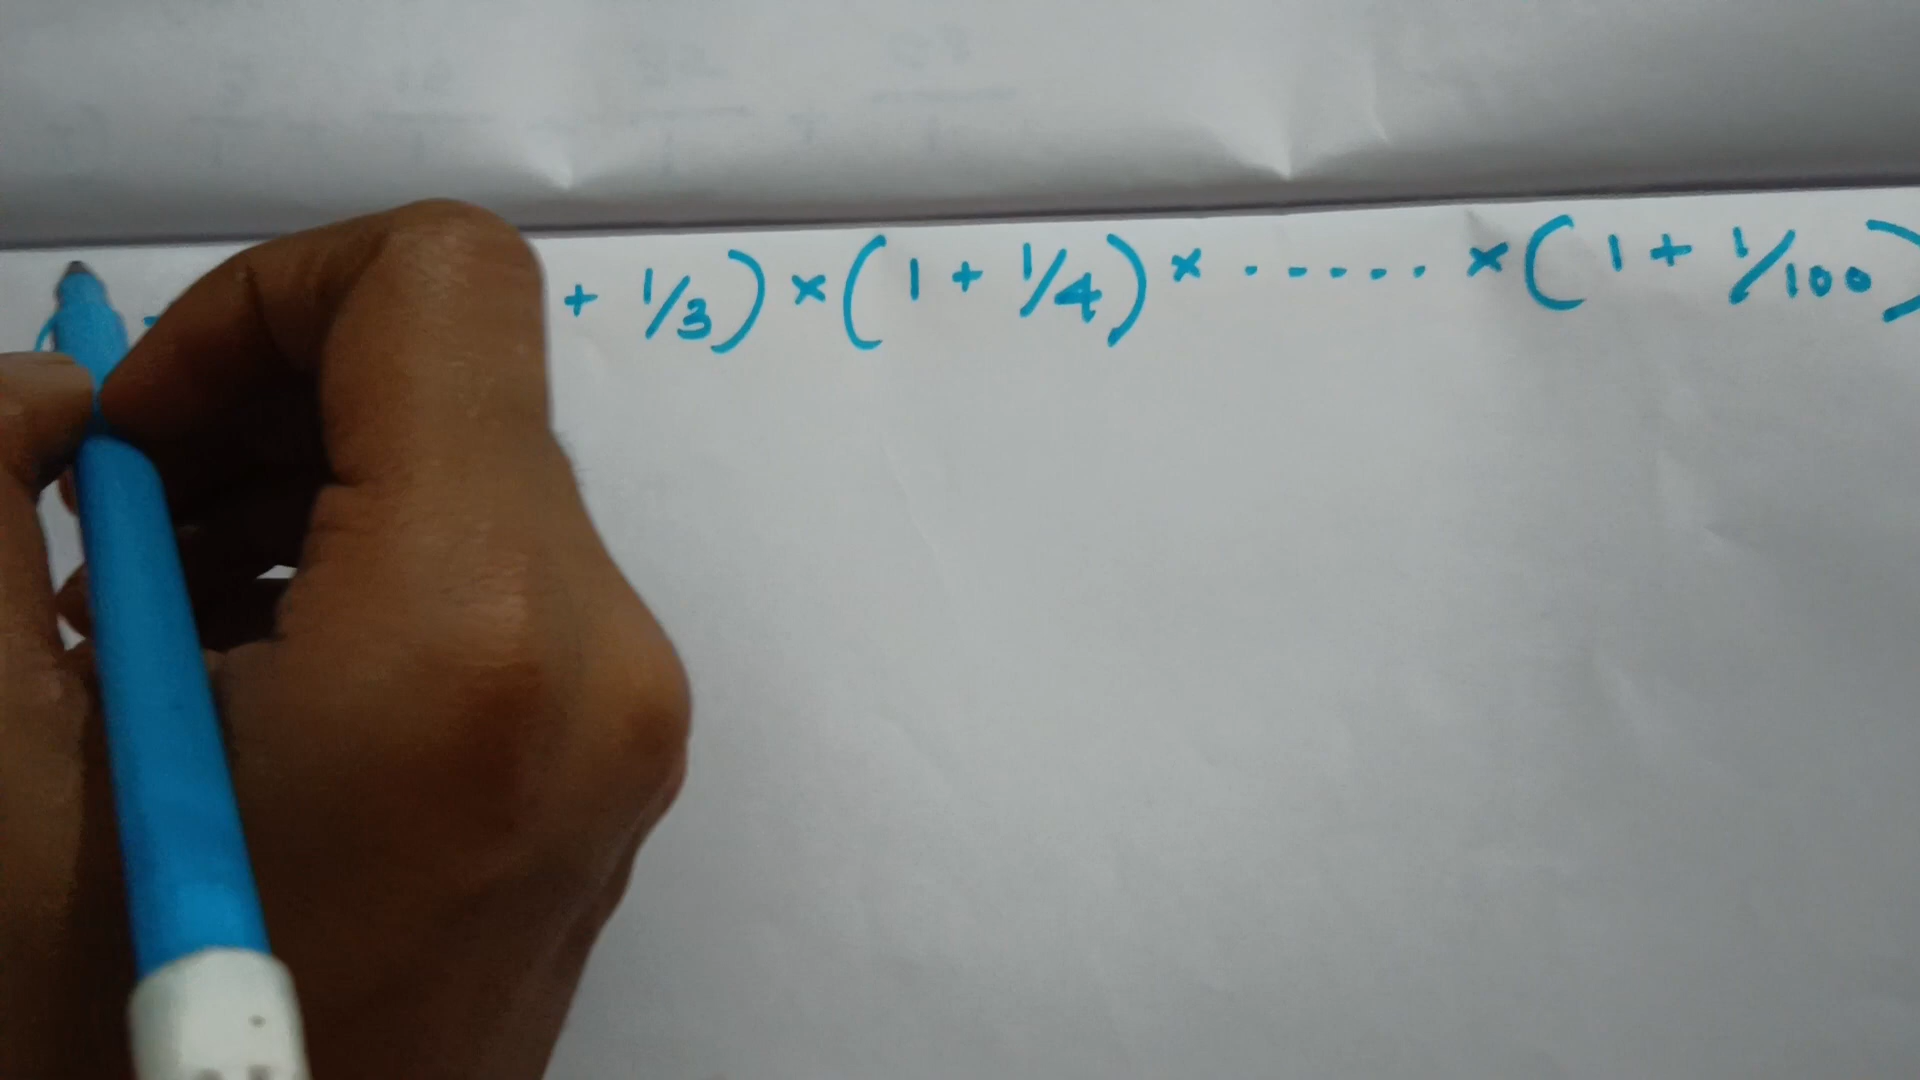 + 1/3) × (1 + 1/4) × ..... × (1 + 1/100)